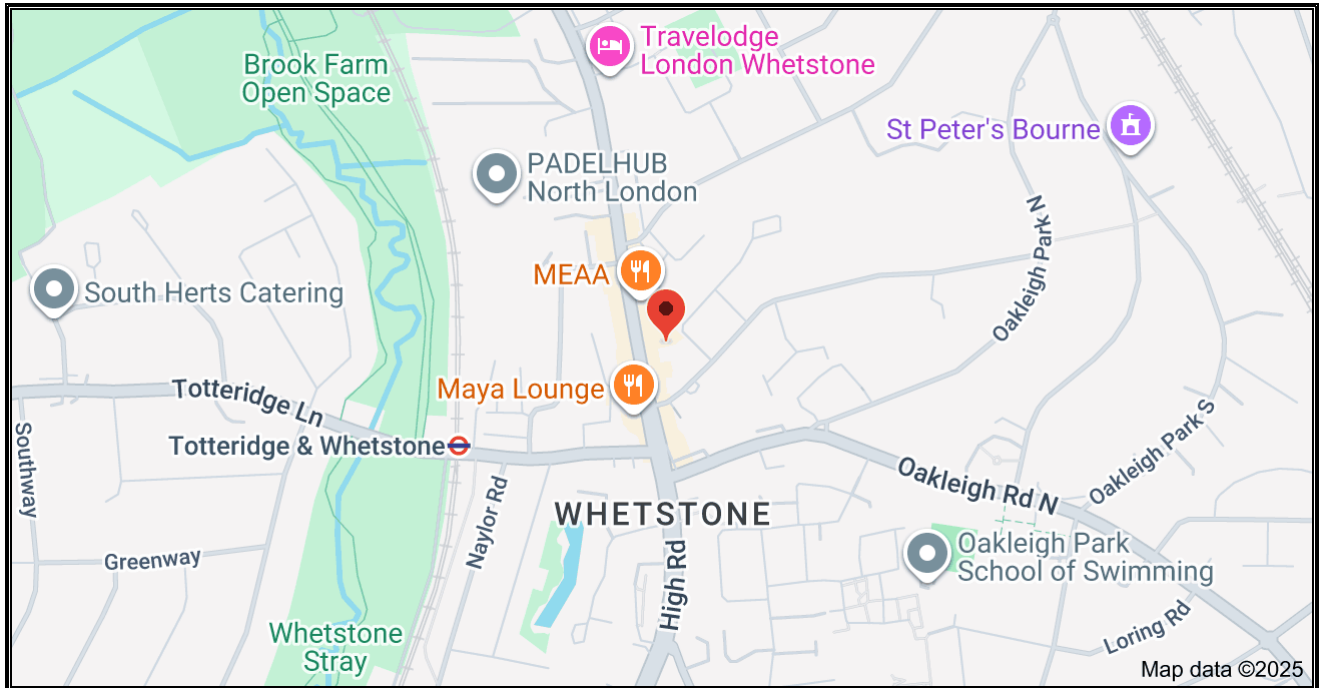 Travelodge
London Whetstone
Brook Farm
Open Space
St Peter's Bourne
PADELHUB
North London
Oakleigh Park N
MEAA
South Herts Catering
Totteridge Ln
Maya Lounge
Oakleigh Park S
Totteridge & Whetstone
Southway
Naylor Rd
Oakleigh Rd N
WHETSTONE
High Rd
Greenway
Oakleigh Park
School of Swimming
Whetstone
Stray
Loring Rd
Map data ©2025